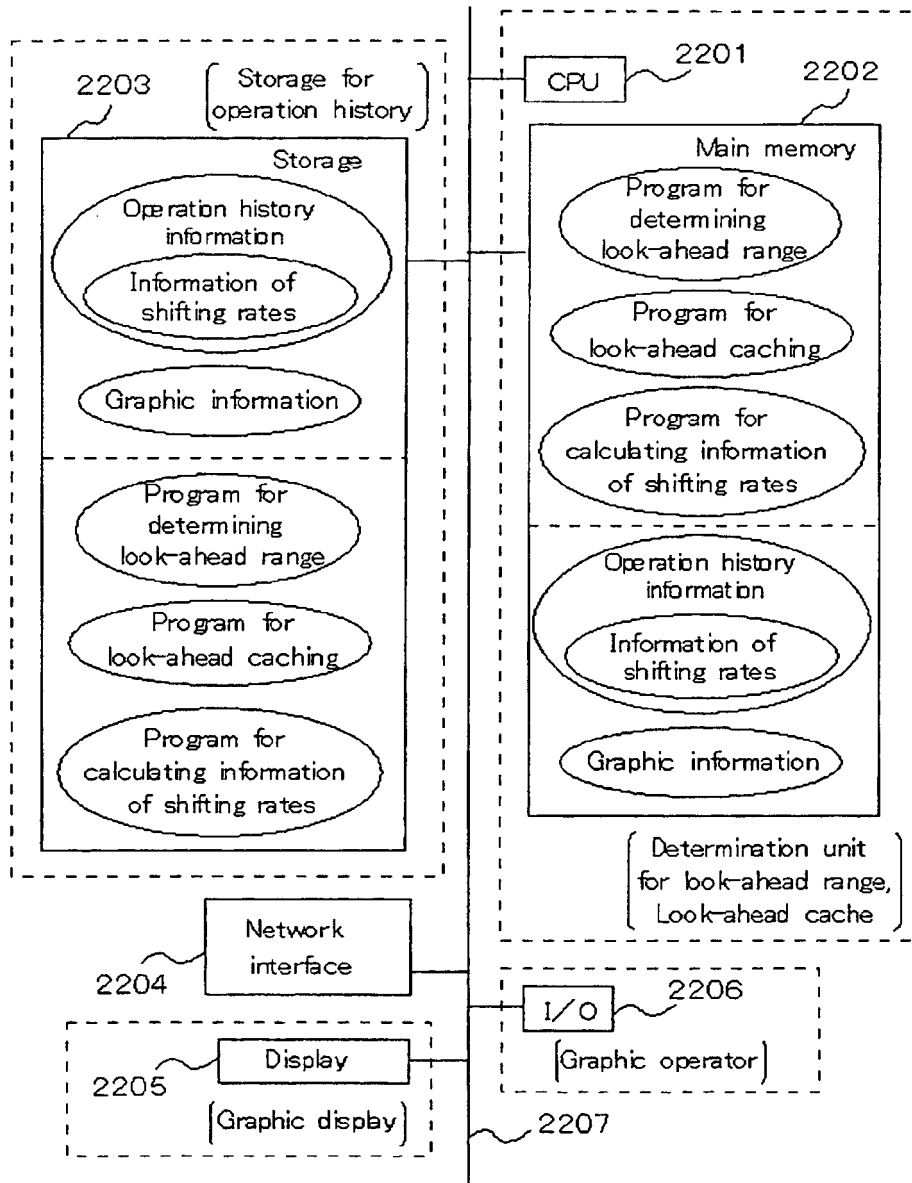 2203
Storage for
operation history
Storage
Operation history
information
Information of
shifting rates
Graphic information
Program for
determining
look-ahead range
Program for
look-ahead caching
Program for
calculating information
of shifting rates
2201
CPU
2202
Main memory
Program for
determining
look-ahead range
Program for
look-ahead caching
Program for
calculating information
of shifting rates
Operation history
information
Information of
shifting rates
Graphic information
Determination unit
for look-ahead range,
Look-ahead cache
Network
interface
2204
2206
I/O
Graphic operator
2205
Display
Graphic display
2207